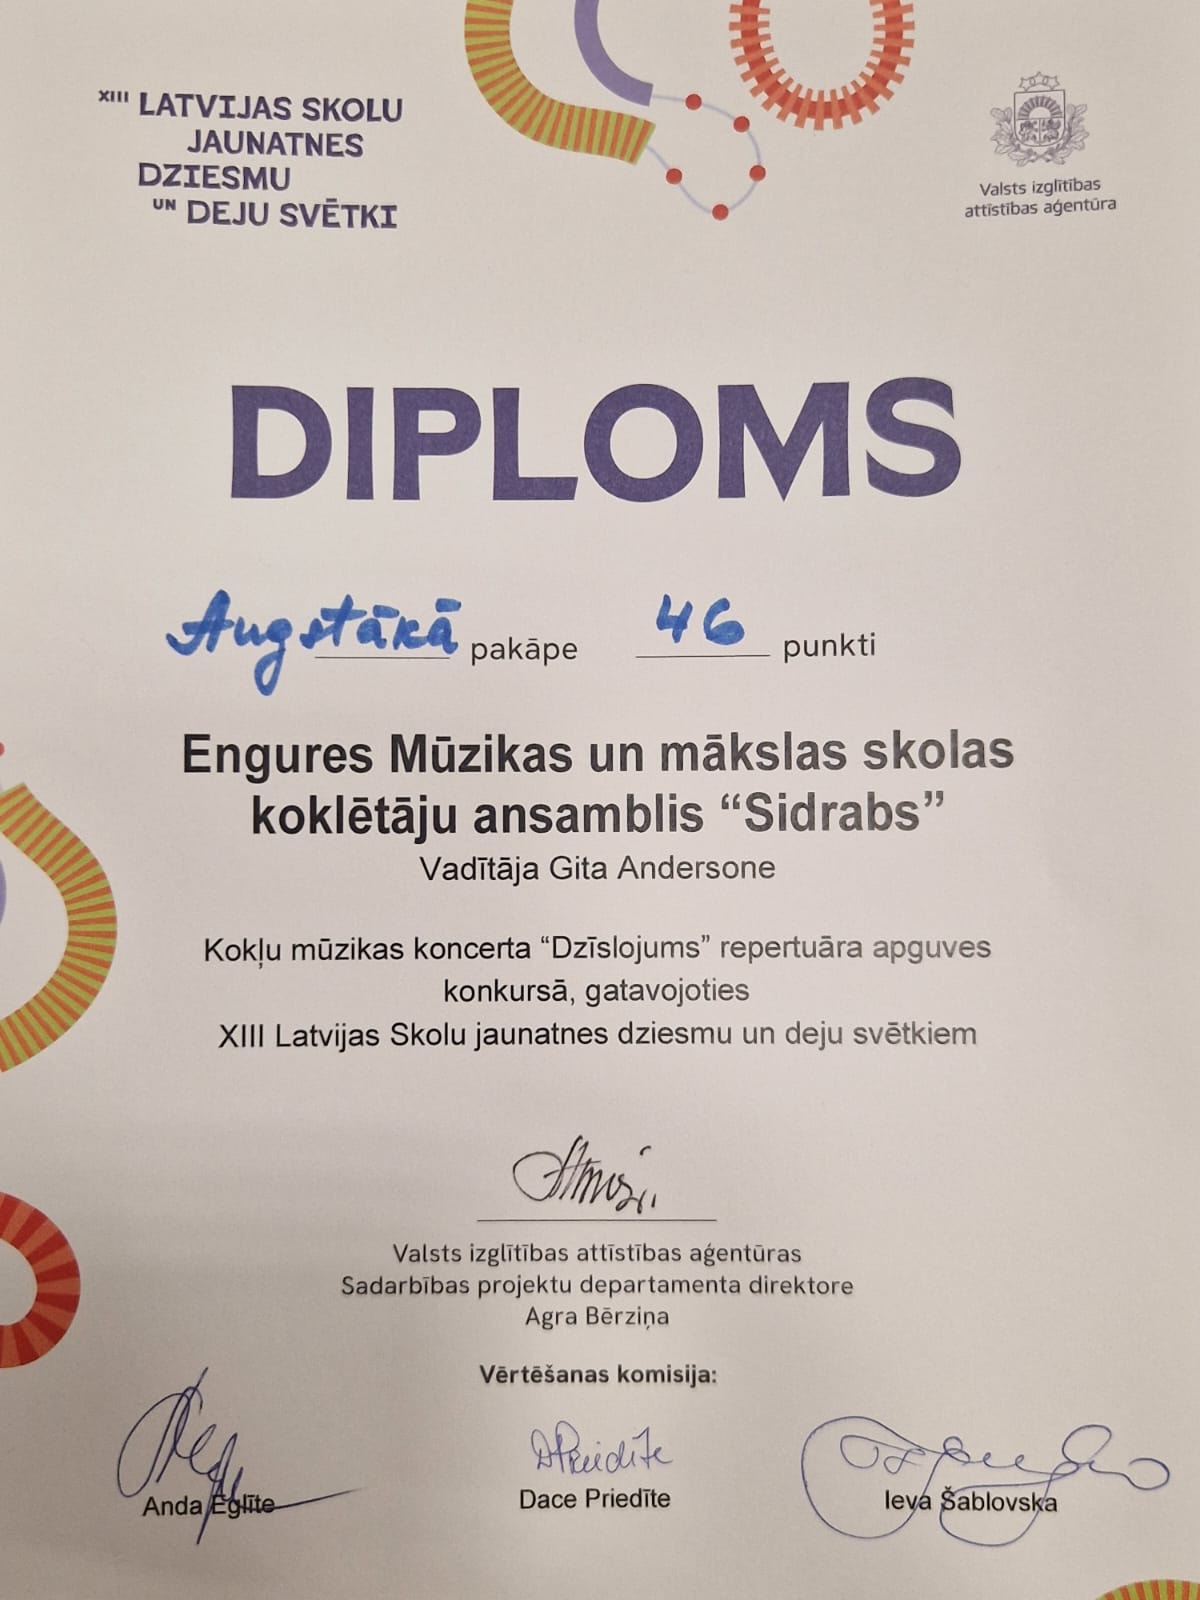 XIII LATVIJAS SKOLU
JAUNATNES
DZIESMU
UN DEJU SVĒTKI
Valsts izglītības
attīstības aģentūra
DIPLOMS
Augstākā pakāpe 46 punkti
Engures Mūzikas un mākslas skolas
koklētāju ansamblis “Sidrabs”
Vadītāja Gita Andersone
Kokļu mūzikas koncerta “Dzīslojums” repertuāra apguves
konkursā, gatavojoties
XIII Latvijas Skolu jaunatnes dziesmu un deju svētkiem
Valsts izglītības attīstības aģentūras
Sadarbības projektu departamenta direktore
Agra Bērziņa
Vērtēšanas komisija:
DPriedīte
Anda Eglīte Dace Priedīte Ieva Šablovska